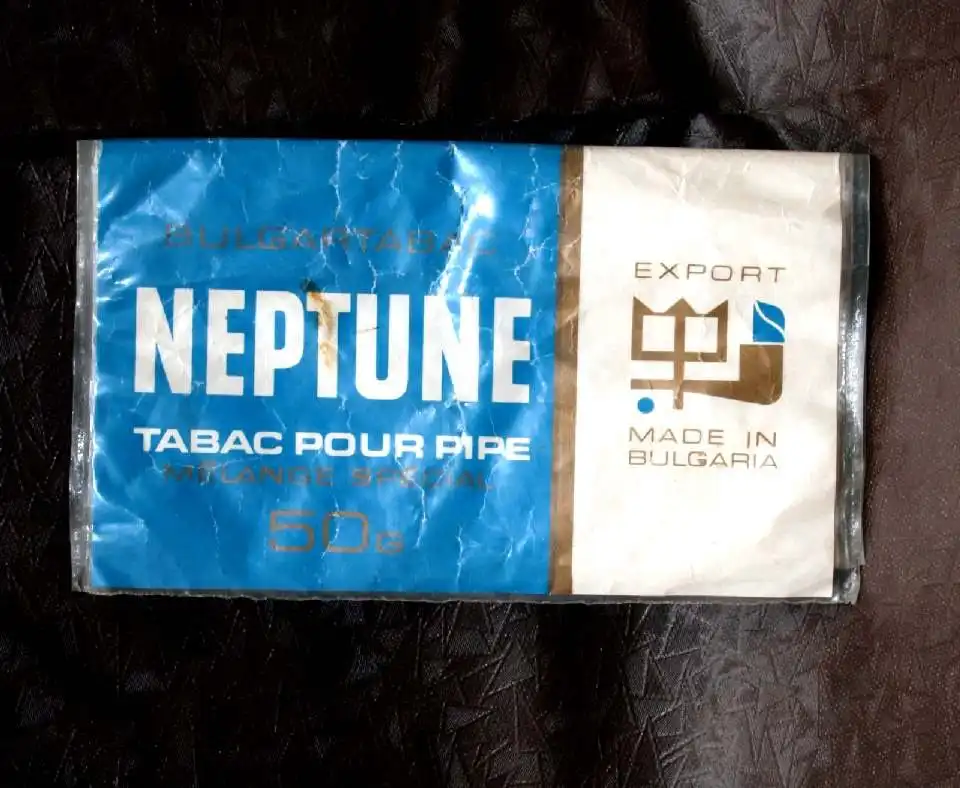 BULGARTABAC
NEPTUNE
TABAC POUR PIPE
MÉLANGE SPÉCIAL
50G
EXPORT
MADE IN
BULGARIA